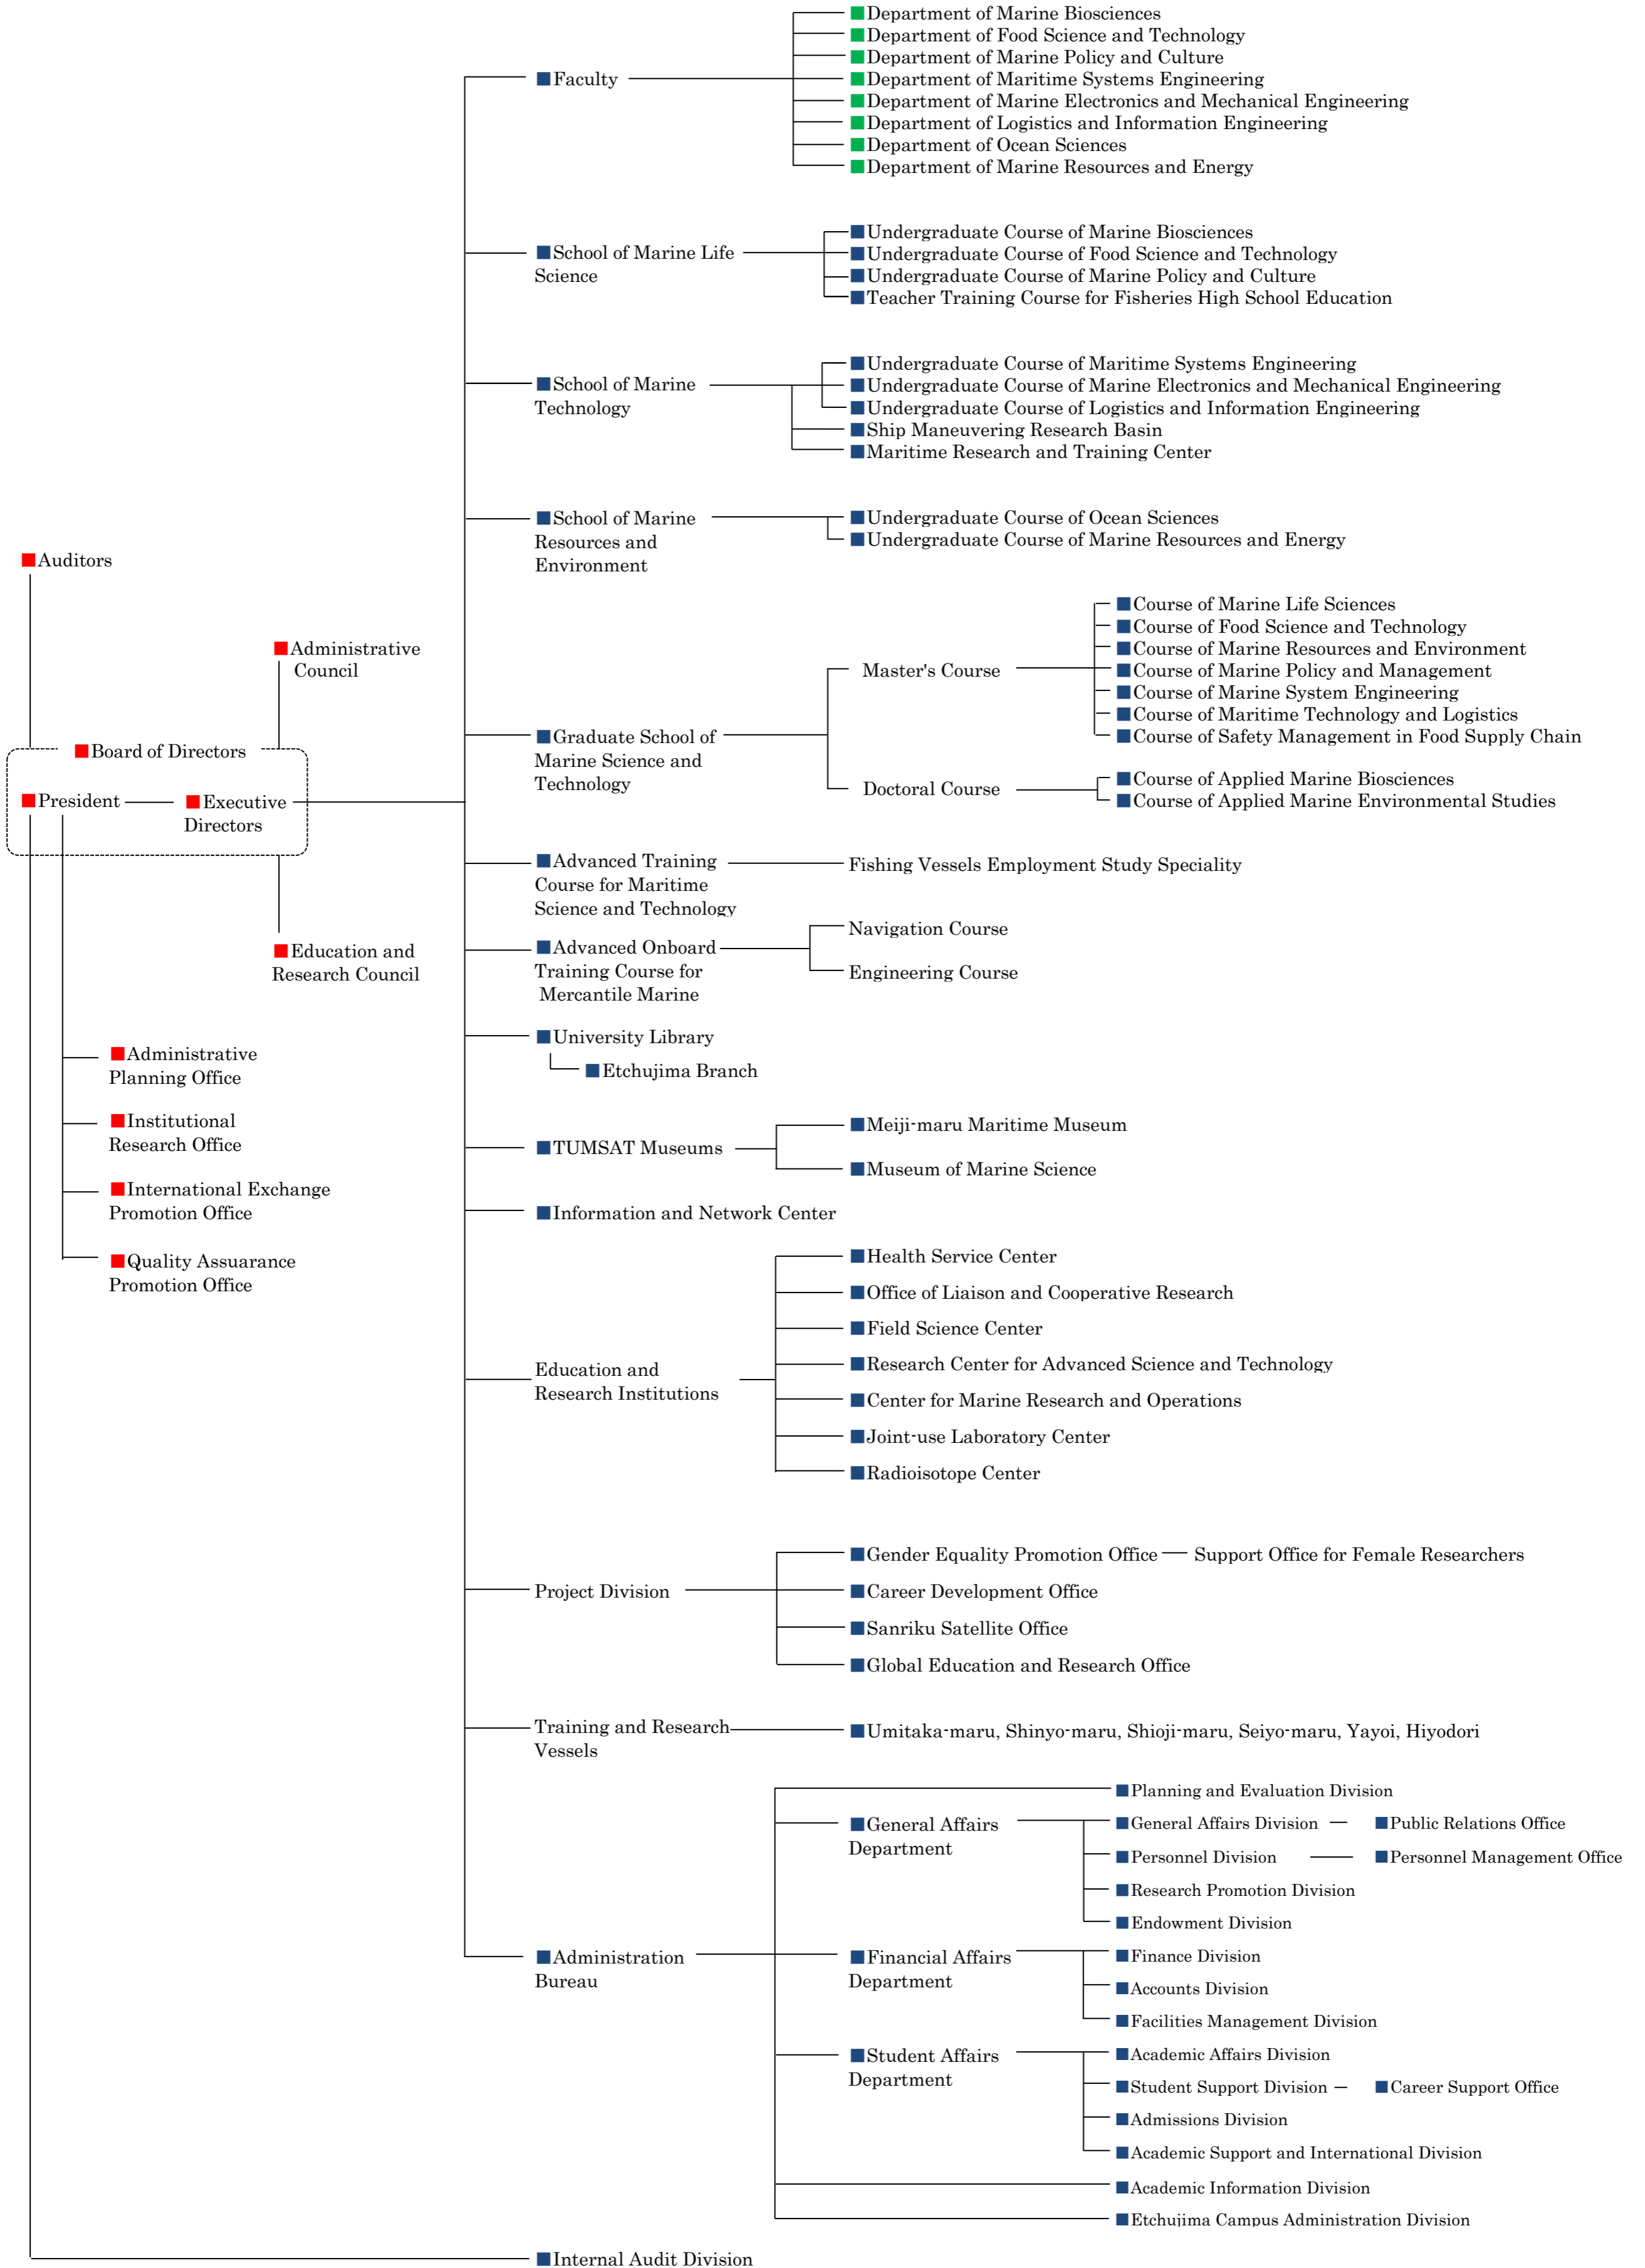 ■Department of Marine Biosciences
■Department of Food Science and Technology
■Department of Marine Policy and Culture
■Faculty
■Department of Maritime Systems Engineering
■Department of Marine Electronics and Mechanical Engineering
■Department of Logistics and Information Engineering
■Department of Ocean Sciences
■Department of Marine Resources and Energy
■School of Marine Life
Science
■Undergraduate Course of Marine Biosciences
■Undergraduate Course of Food Science and Technology
■Undergraduate Course of Marine Policy and Culture
■Teacher Training Course for Fisheries High School Education
■School of Marine
Technology
■Undergraduate Course of Maritime Systems Engineering
■Undergraduate Course of Marine Electronics and Mechanical Engineering
■Undergraduate Course of Logistics and Information Engineering
■Ship Maneuvering Research Basin
■Maritime Research and Training Center
■School of Marine
Resources and
Environment
■Undergraduate Course of Ocean Sciences
■Undergraduate Course of Marine Resources and Energy
■Auditors
■Administrative
Council
■Board of Directors
■President
■Executive
Directors
■Education and
Research Council
■Administrative
Planning Office
■Institutional
Research Office
■International Exchange
Promotion Office
■Quality Assuarance
Promotion Office
■Graduate School of
Marine Science and
Technology
Master's Course
■Course of Marine Life Sciences
■Course of Food Science and Technology
■Course of Marine Resources and Environment
■Course of Marine Policy and Management
■Course of Marine System Engineering
■Course of Maritime Technology and Logistics
■Course of Safety Management in Food Supply Chain
Doctoral Course
■Course of Applied Marine Biosciences
■Course of Applied Marine Environmental Studies
■Advanced Training
Course for Maritime
Science and Technology
Fishing Vessels Employment Study Speciality
■Advanced Onboard
Training Course for
Mercantile Marine
Navigation Course
Engineering Course
■University Library
■Etchujima Branch
■TUMSAT Museums
■Meiji-maru Maritime Museum
■Museum of Marine Science
■Information and Network Center
Education and
Research Institutions
■Health Service Center
■Office of Liaison and Cooperative Research
■Field Science Center
■Research Center for Advanced Science and Technology
■Center for Marine Research and Operations
■Joint-use Laboratory Center
■Radioisotope Center
Project Division
■Gender Equality Promotion Office
Support Office for Female Researchers
■Career Development Office
■Sanriku Satellite Office
■Global Education and Research Office
Training and Research
Vessels
■Umitaka-maru, Shinyo-maru, Shioji-maru, Seiyo-maru, Yayoi, Hiyodori
■Administration
Bureau
■Planning and Evaluation Division
■General Affairs
Department
■General Affairs Division
■Public Relations Office
■Personnel Division
■Personnel Management Office
■Research Promotion Division
■Endowment Division
■Financial Affairs
Department
■Finance Division
■Accounts Division
■Facilities Management Division
■Student Affairs
Department
■Academic Affairs Division
■Student Support Division
■Career Support Office
■Admissions Division
■Academic Support and International Division
■Academic Information Division
■Etchujima Campus Administration Division
■Internal Audit Division